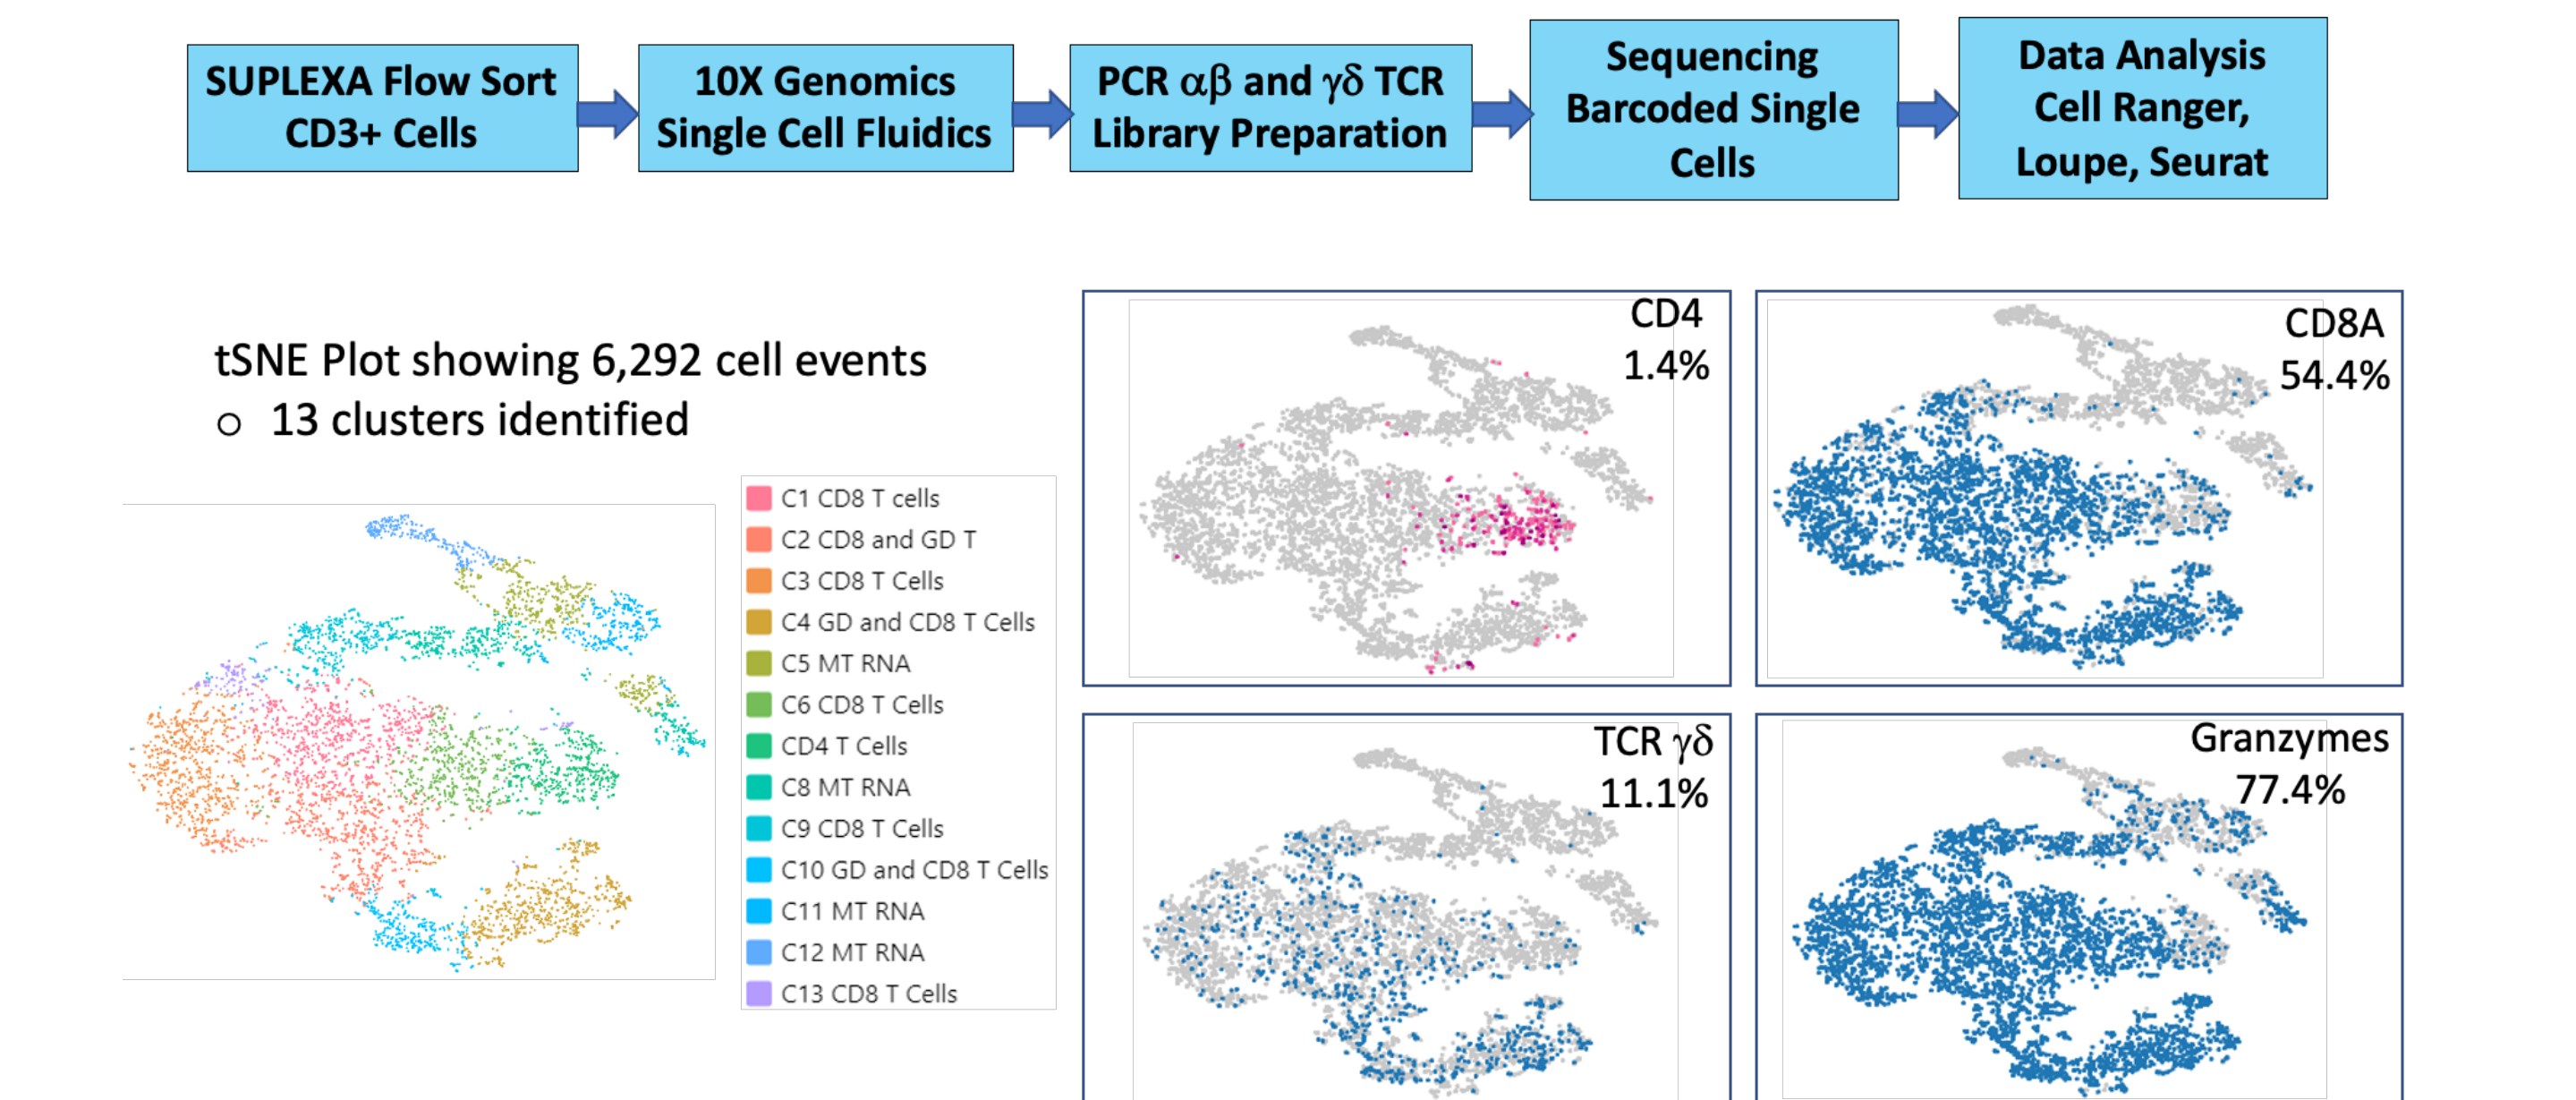 SUPLEXA Flow Sort
CD3+ Cells
10X Genomics
Single Cell Fluidics
PCR αβ and γδ TCR
Library Preparation
Sequencing
Barcoded Single
Cells
Data Analysis
Cell Ranger,
Loupe, Seurat
tSNE Plot showing 6,292 cell events
○ 13 clusters identified
C1 CD8 T cells
C2 CD8 and GD T
C3 CD8 T Cells
C4 GD and CD8 T Cells
C5 MT RNA
C6 CD8 T Cells
CD4 T Cells
C8 MT RNA
C9 CD8 T Cells
C10 GD and CD8 T Cells
C11 MT RNA
C12 MT RNA
C13 CD8 T Cells
CD4
1.4%
CD8A
54.4%
TCR γδ
11.1%
Granzymes
77.4%